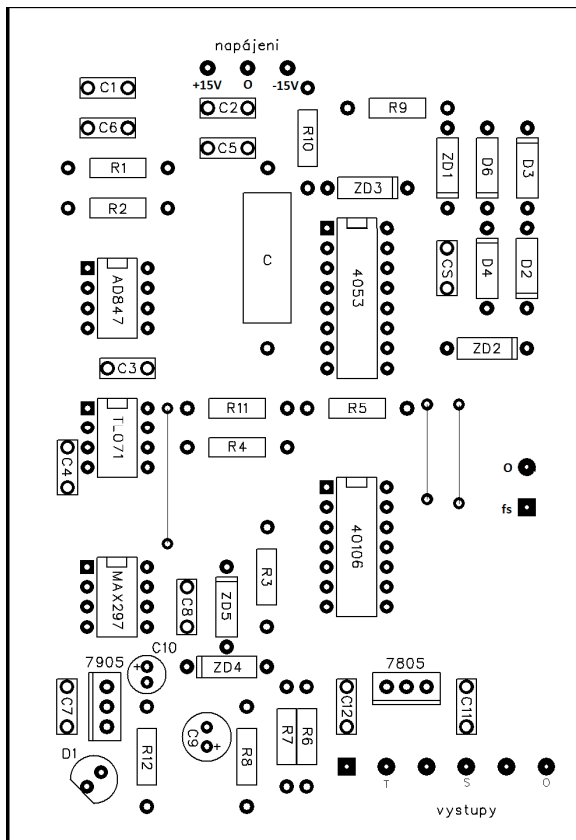 napájeni
+15V O -15V
C1
C2
R9
C6
R10
C5
R1
ZD1
D6
D3
R2
ZD3
C
4053
AD847
CS
D4
D2
C3
ZD2
R11
R5
TL071
R4
C4
O
fs
40106
R3
MAX297
C8
ZD5
C10
7905
ZD4
7805
C7
C12
C11
C9
R7
R6
D1
R12
R8
T S O
vystupy